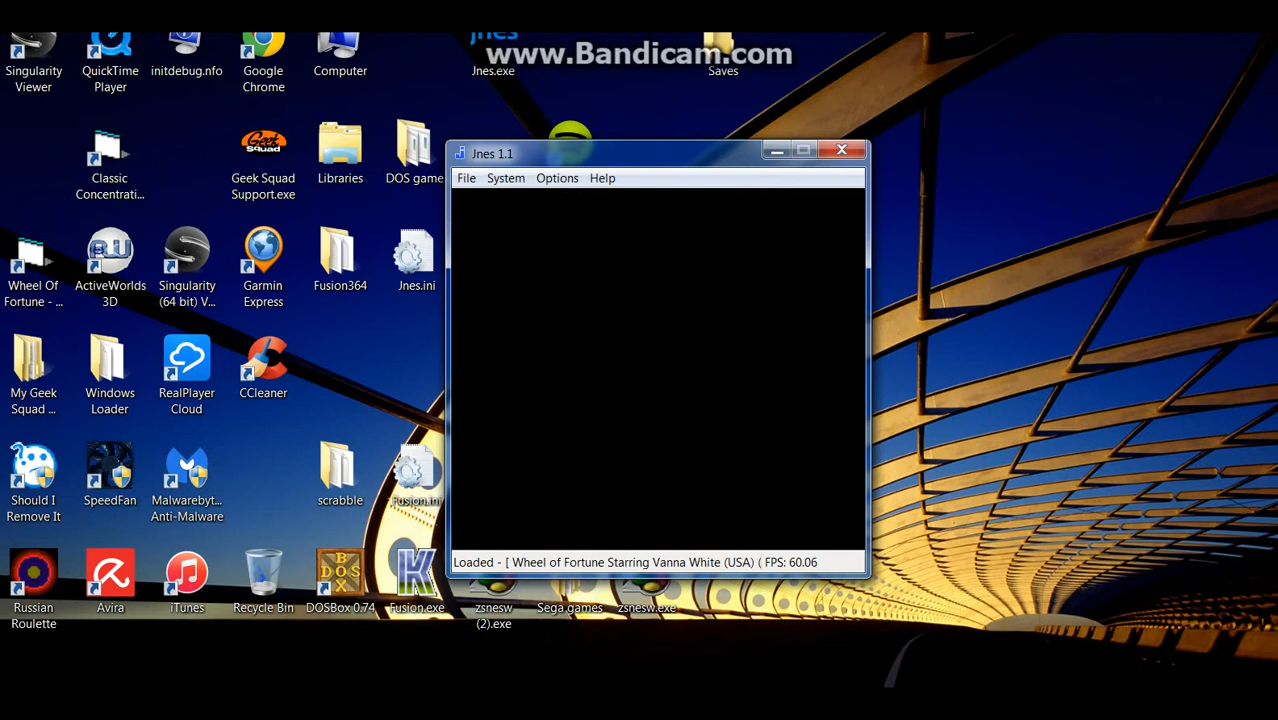 www.Bandicam.com
Singularity
Viewer
QuickTime
Player
initdebug.nfo
Google
Chrome
Computer
Jnes
Jnes.exe
Saves
Classic
Concentrati...
Geek
Squad
Geek Squad
Support.exe
Libraries
DOS game
Jnes 1.1
File System Options Help
Wheel Of
Fortune - ...
ActiveWorlds
3D
Singularity
(64 bit) V...
Garmin
Express
Fusion364
Jnes.ini
My Geek
Squad ...
Windows
Loader
RealPlayer
Cloud
CCleaner
Should I
Remove It
SpeedFan
Malwarebyt...
Anti-Malware
scrabble
Fusion.ini
Loaded - [ Wheel of Fortune Starring Vanna White (USA) ( FPS: 60.06
Russian
Roulette
Avira
iTunes
Recycle Bin
DOSBox 0.74
Fusion.exe
zsnesw
(2).exe
Sega games
zsnesw.exe